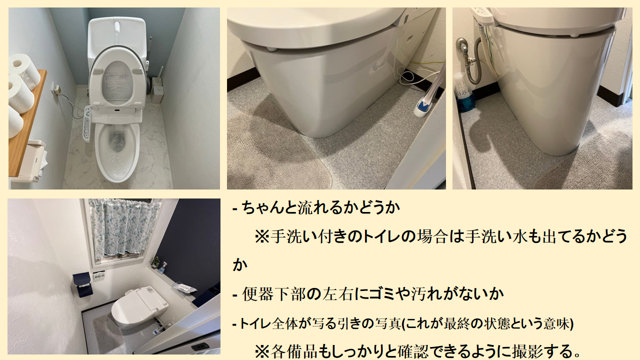 - ちゃんと流れるかどうか
※手洗い付きのトイレの場合は手洗い水も出てるかどう
か
- 便器下部の左右にゴミや汚れがないか
- トイレ全体が写る引きの写真(これが最終の状態という意味)
※各備品もしっかりと確認できるように撮影する。